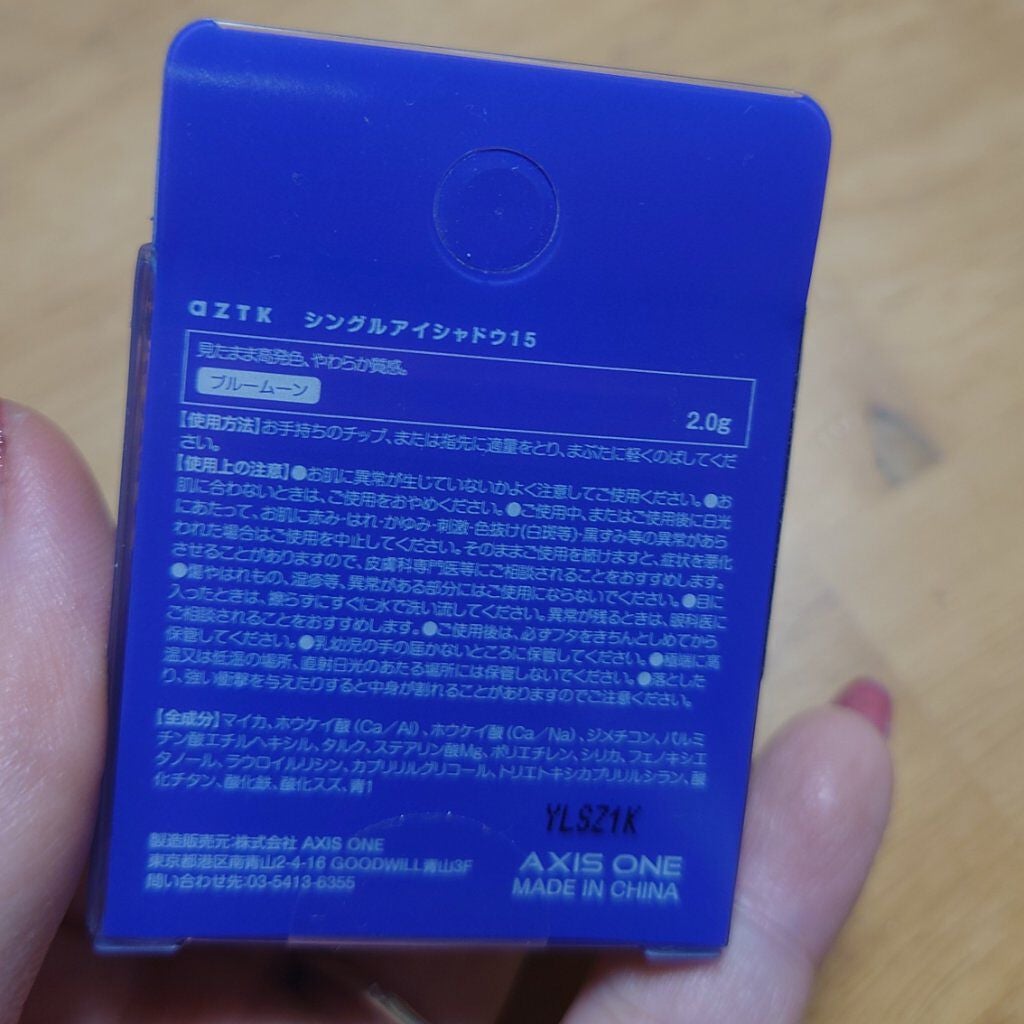 aZTK シングルアイシャドウ15
見たまま高発色、やわらか質感。
ブルームーン
2.0g
【使用方法】お手持ちのチップ、または指先に適量をとり、まぶたに軽くのばしてくだ
さい。
【使用上の注意】●お肌に異常が生じていないかよく注意してご使用ください。●お
肌に合わないときは、ご使用をおやめください。●ご使用中、またはご使用後に日光
にあたって、お肌に赤み・はれ・かゆみ・刺激・色抜け(白斑等)・黒ずみ等の異常があら
われた場合はご使用を中止してください。そのままご使用を続けますと、症状を悪化
させることがありますので、皮膚科専門医等にご相談されることをおすすめします。
●傷やはれもの、湿疹等、異常がある部分にはご使用にならないでください。●目に
入ったときは、擦らずにすぐに水で洗い流してください。異常が残るときは、眼科医に
ご相談されることをおすすめします。●ご使用後は、必ずフタをきちんとしめてから
保管してください。●乳幼児の手の届かないところに保管してください。●極端に高
温又は低温の場所、直射日光のあたる場所には保管しないでください。●落とした
り、強い衝撃を与えたりすると中身が割れることがありますのでご注意ください。
【全成分】マイカ、ホウケイ酸(Ca/Al)、ホウケイ酸(Ca/Na)、ジメチコン、パルミ
チン酸エチルヘキシル、タルク、ステアリン酸Mg、ポリエチレン、シリカ、フェノキシエ
タノール、ラウロイルリシン、カプリリルグリコール、トリエトキシカプリリルシラン、酸
化チタン、酸化鉄、酸化スズ、青1
YLSZ1K
製造販売元:株式会社 AXIS ONE
東京都港区南青山2-4-16 GOODWILL青山3F
問い合わせ先:03-5413-6355
AXIS ONE
MADE IN CHINA